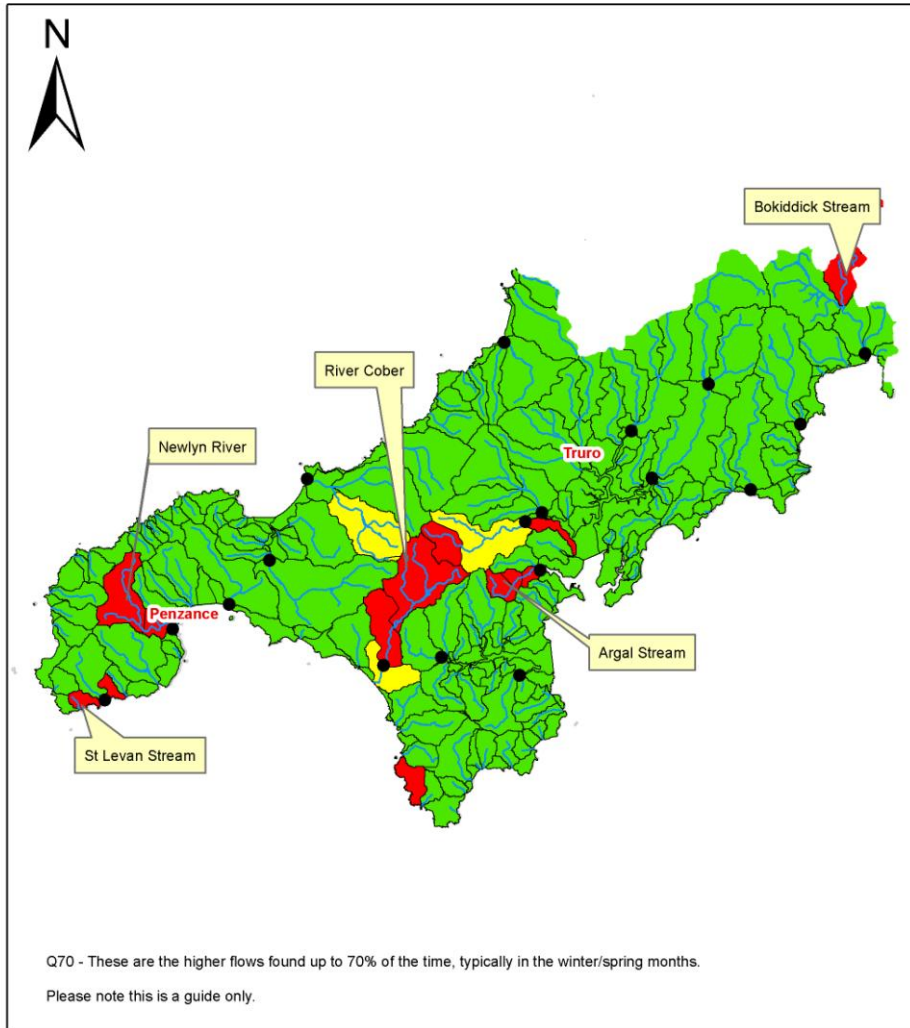 N
Bokiddick Stream
River Cober
Newlyn River
Truro
Penzance
Argal Stream
St Levan Stream
Q70 - These are the higher flows found up to 70% of the time, typically in the winter/spring months.
Please note this is a guide only.